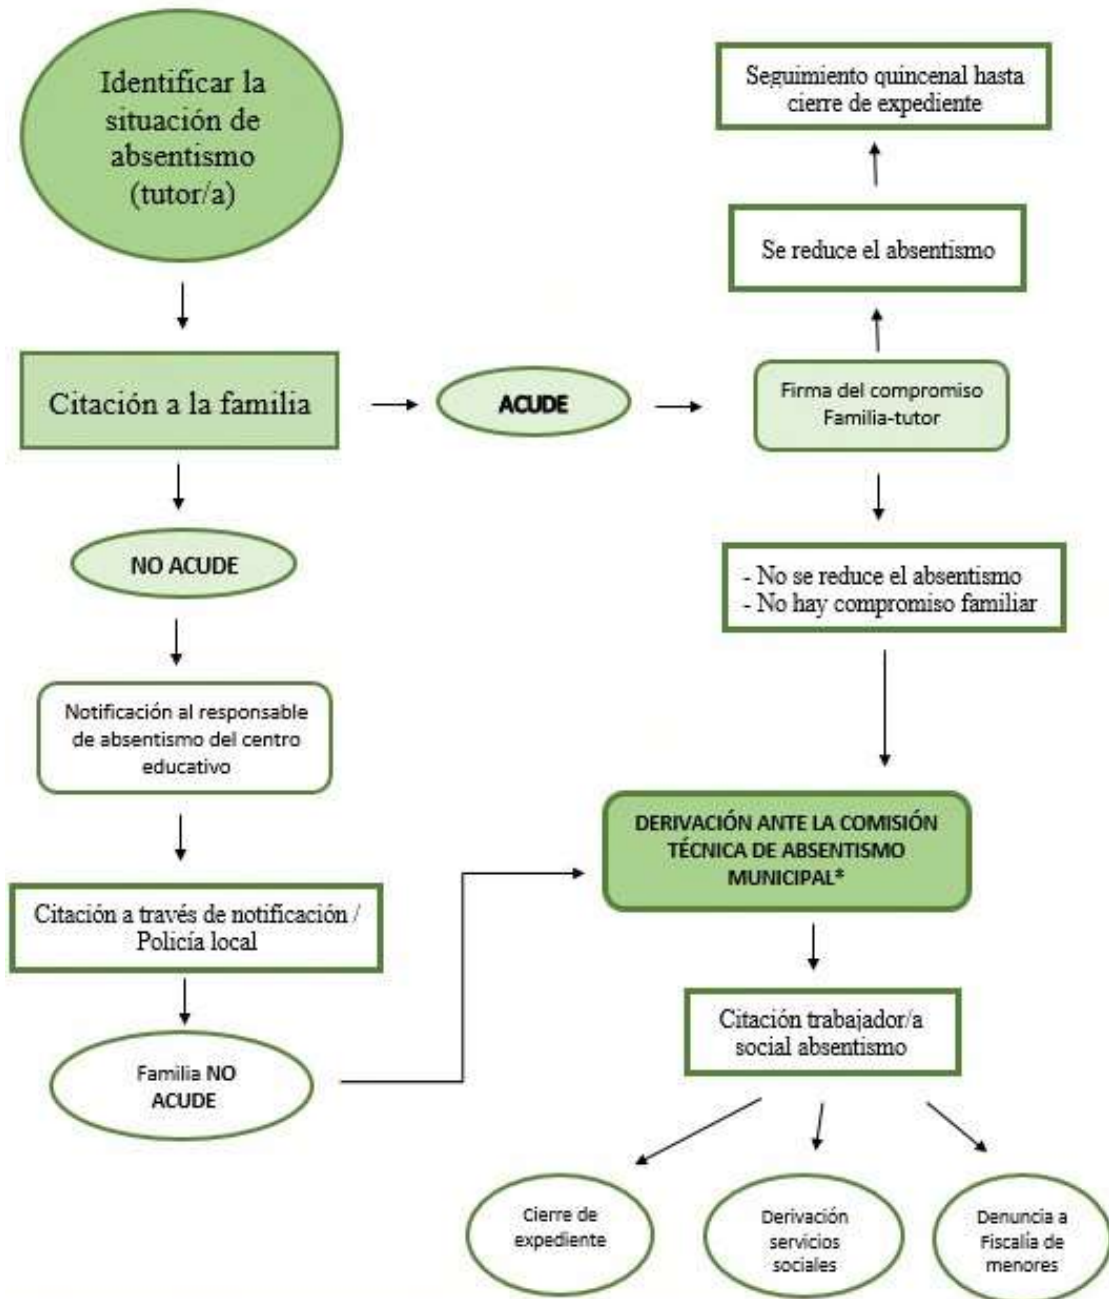 Identificar la
situación de
absentismo
(tutor/a)
Seguimiento quincenal hasta
cierre de expediente
Se reduce el absentismo
Citación a la familia
ACUDE
Firma del compromiso
Familia-tutor
NO ACUDE
- No se reduce el absentismo
- No hay compromiso familiar
Notificación al responsable
de absentismo del centro
educativo
DERIVACIÓN ANTE LA COMISIÓN
TÉCNICA DE ABSENTISMO
MUNICIPAL*
Citación a través de notificación /
Policía local
Citación trabajador/a
social absentismo
Familia NO
ACUDE
Cierre de
expediente
Derivación
servicios
sociales
Denuncia a
Fiscalía de
menores